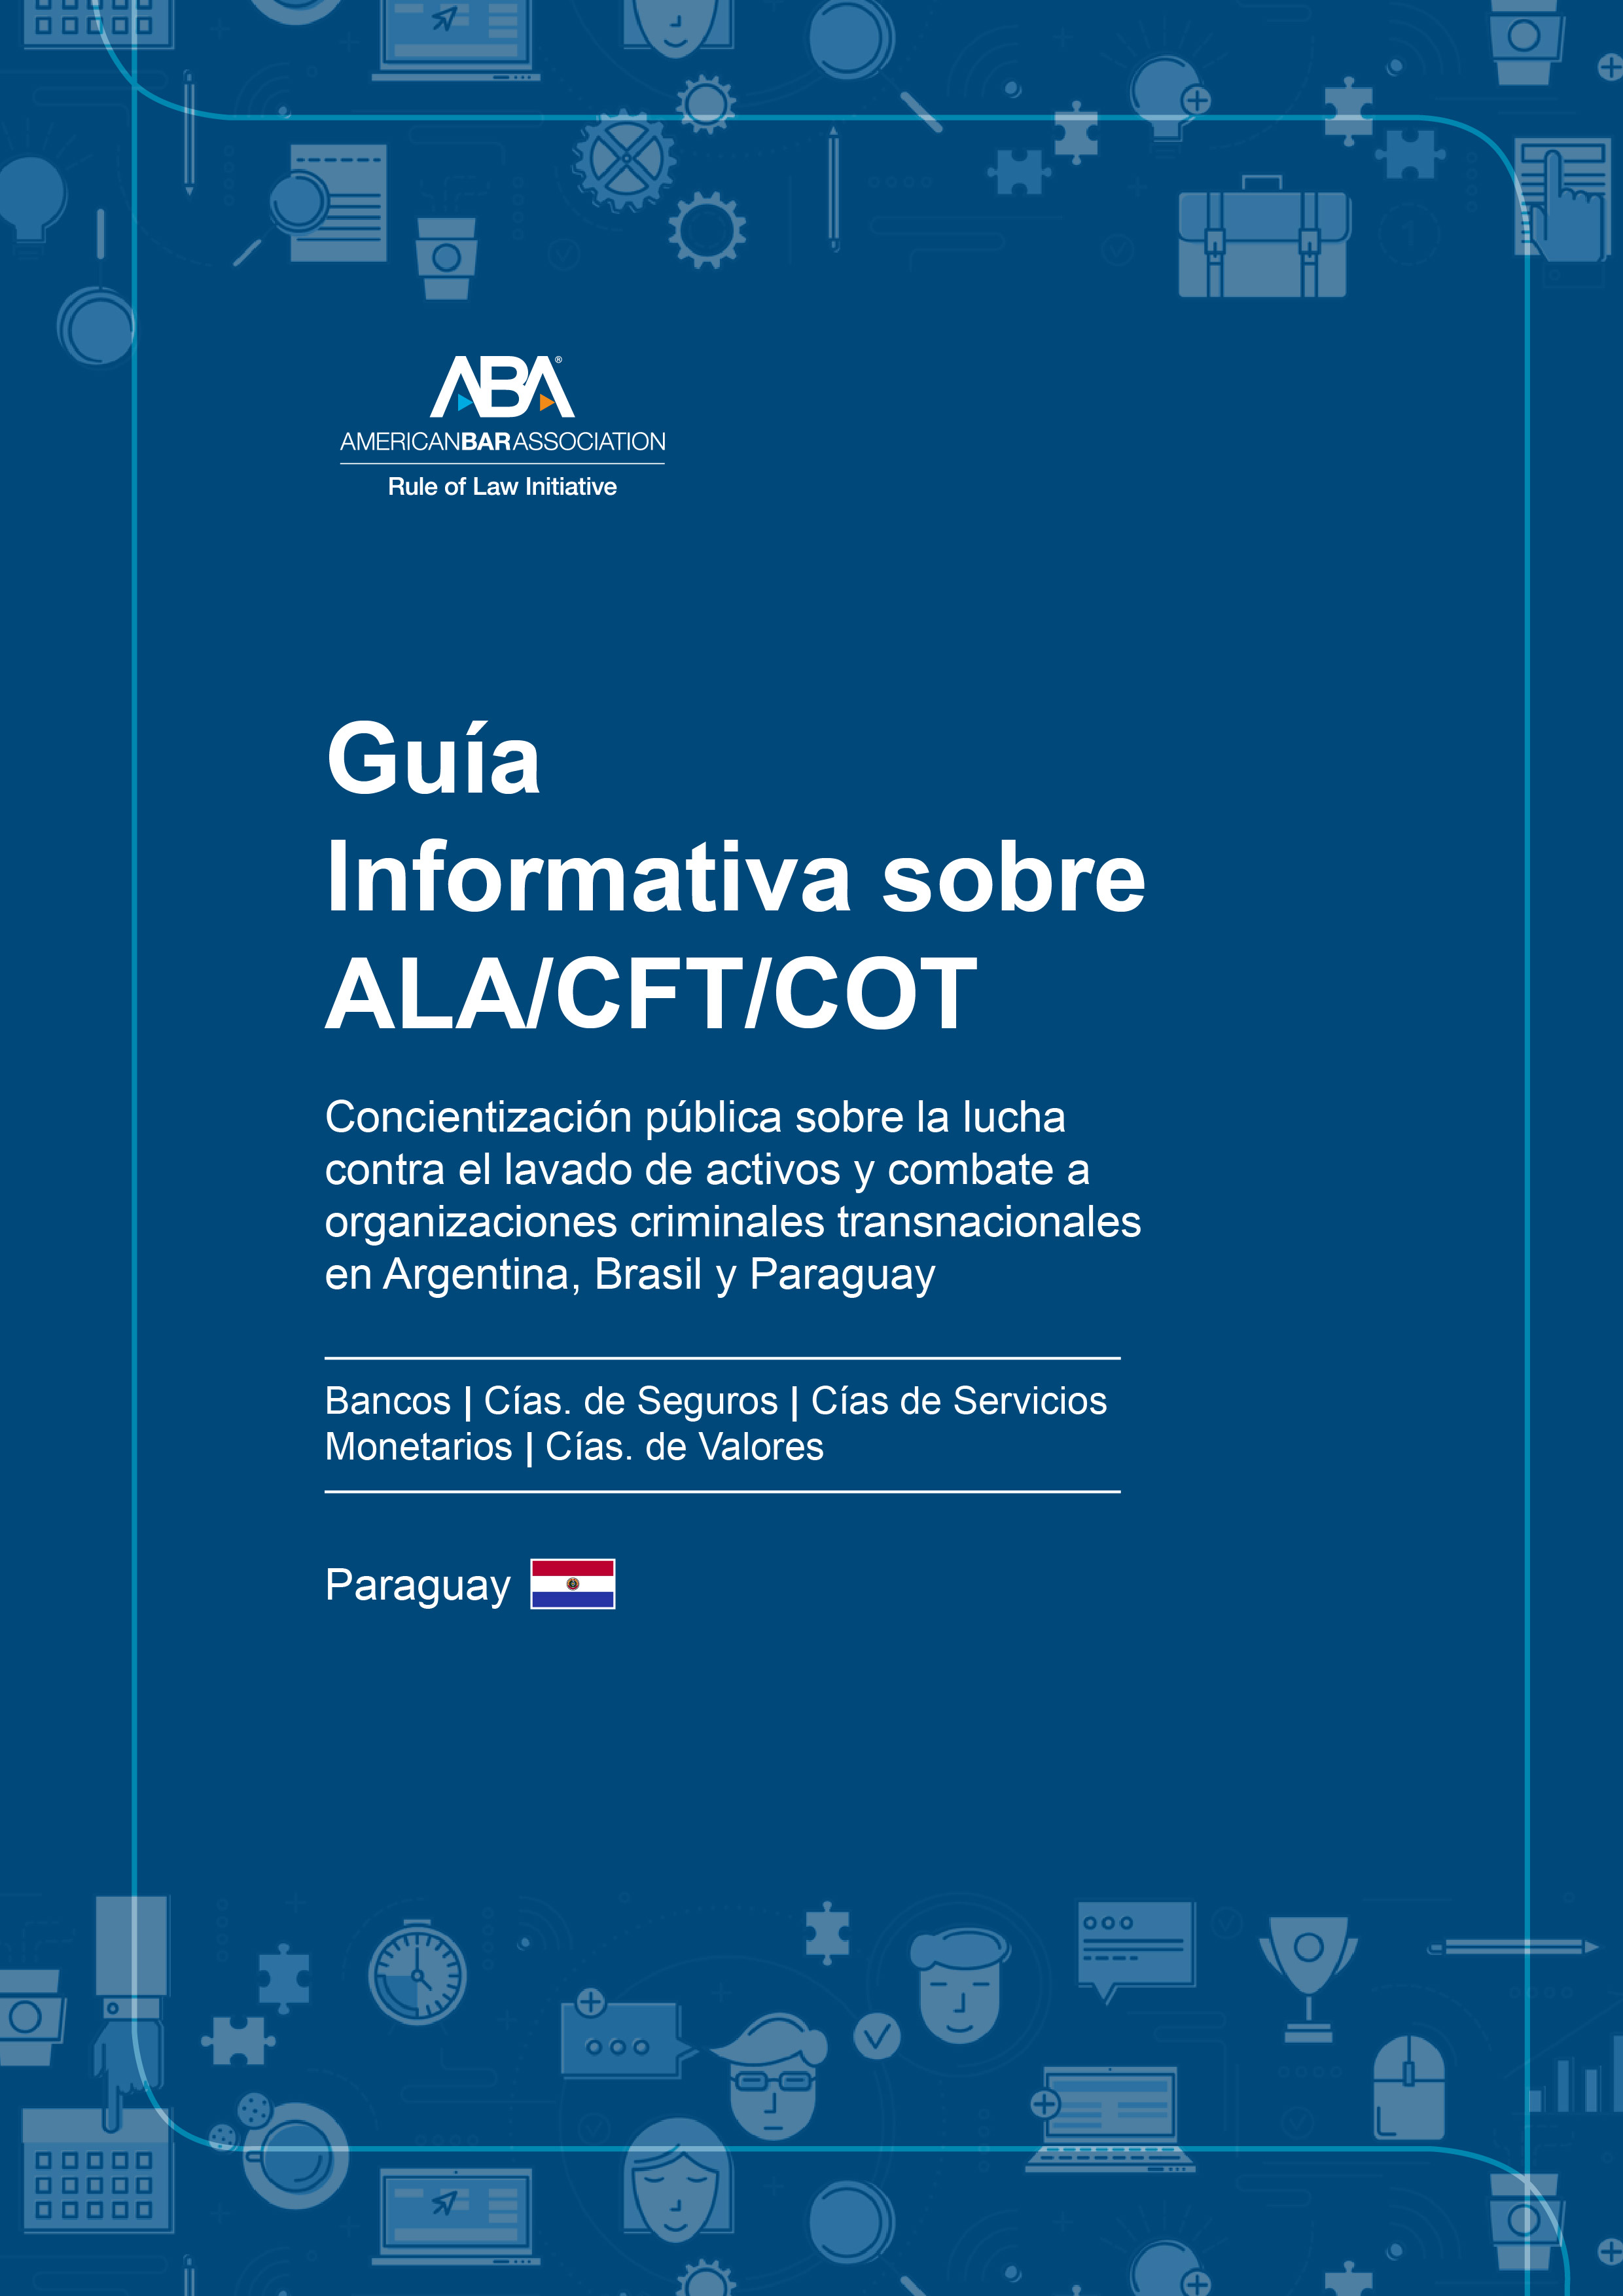 ABA®
AMERICANBARASSOCIATION
Rule of Law Initiative
Guía
Informativa sobre
ALA/CFT/COT
Concientización pública sobre la lucha
contra el lavado de activos y combate a
organizaciones criminales transnacionales
en Argentina, Brasil y Paraguay
Bancos | Cías. de Seguros | Cías de Servicios
Monetarios | Cías. de Valores
Paraguay